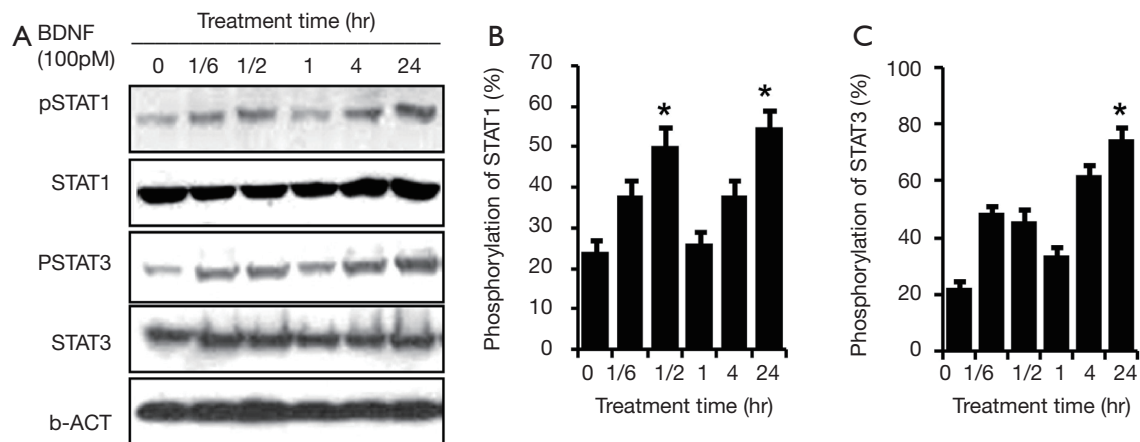 A
BDNF
(100pM)
Treatment time (hr)
0 1/6 1/2 1 4 24
pSTAT1
STAT1
PSTAT3
STAT3
b-ACT
B
Phosphorylation of STAT1 (%)
70
60
50
40
30
20
10
0
* *
0 1/6 1/2 1 4 24
Treatment time (hr)
C
Phosphorylation of STAT3 (%)
100
80
60
40
20
0
*
0 1/6 1/2 1 4 24
Treatment time (hr)